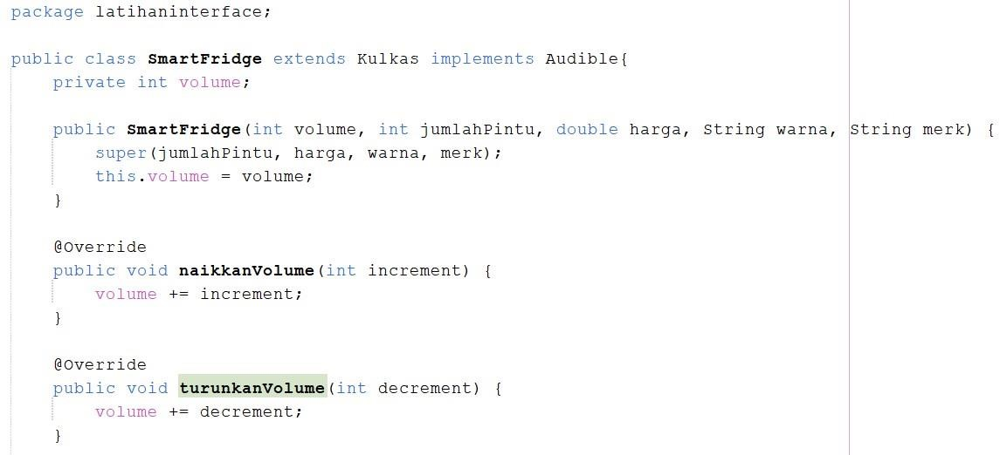 package latihaninterface;
public class SmartFridge extends Kulkas implements Audible{
private int volume;
public SmartFridge(int volume, int jumlahPintu, double harga, String warna, String merk) {
super(jumlahPintu, harga, warna, merk);
this.volume = volume;
}
@Override
public void naikkanVolume(int increment) {
volume += increment;
}
@Override
public void turunkanVolume(int decrement) {
volume += decrement;
}